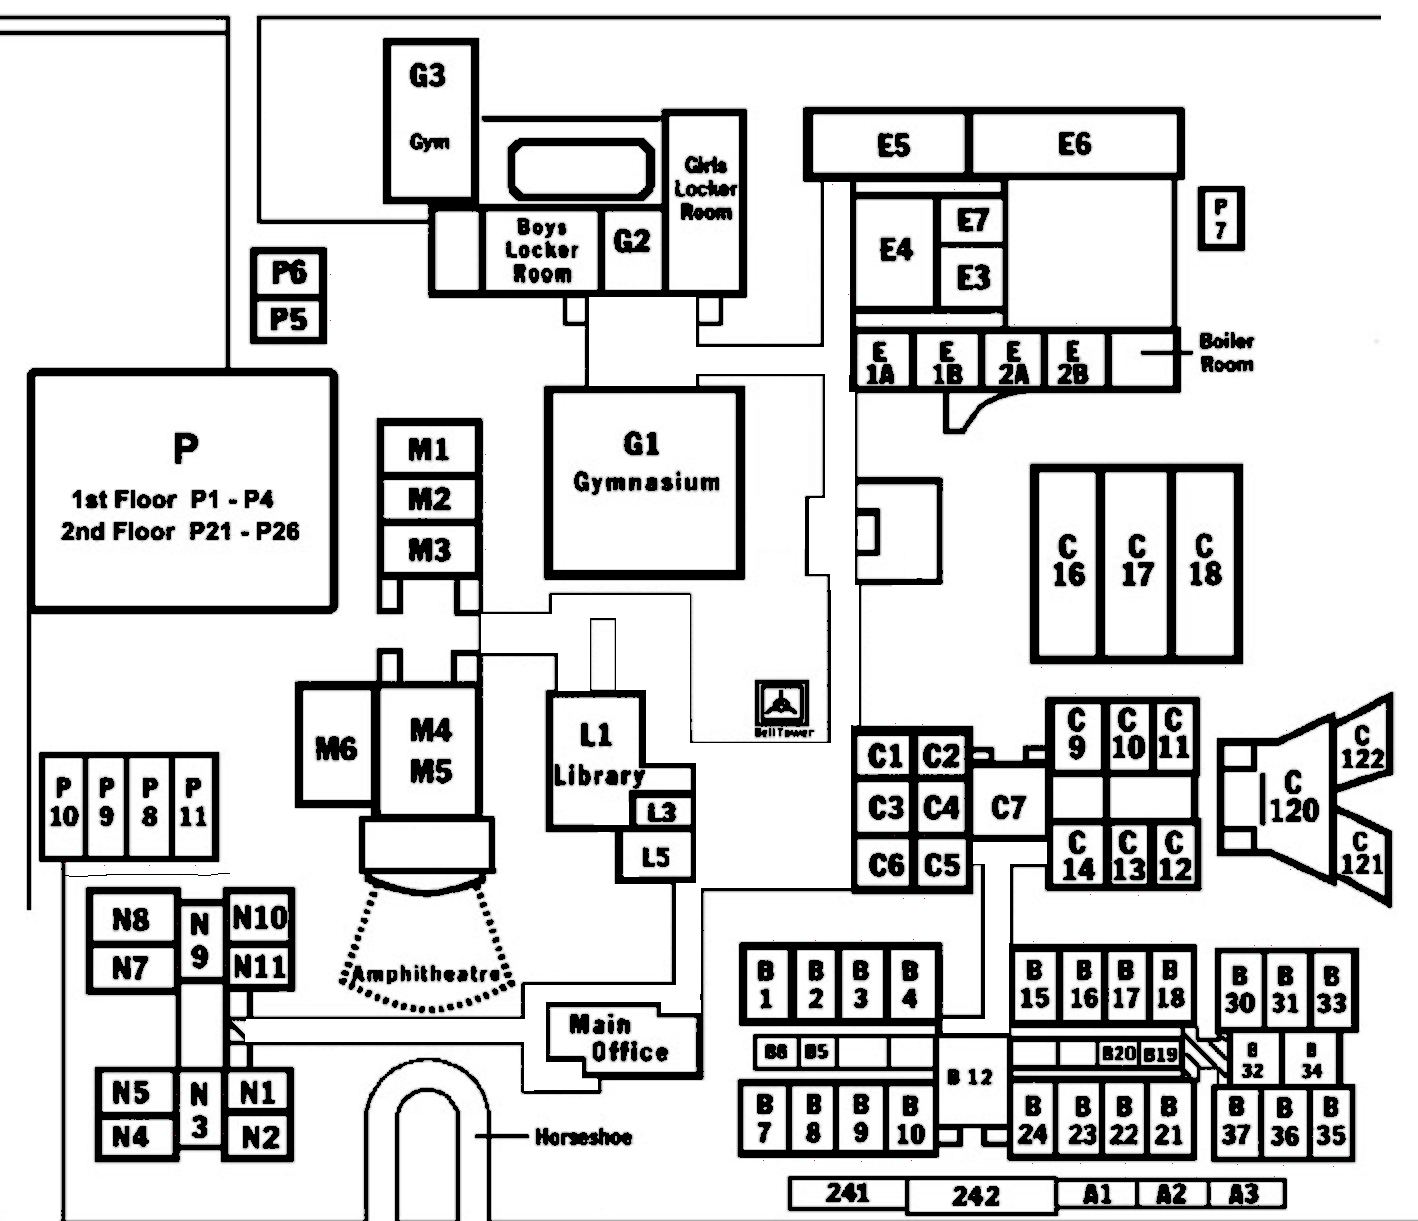 G3
Gym
Girls
Locker
Room
Boys
Locker
Room
G2
E5
E6
P
7
E7
E4
E3
P6
P5
E
1A
E
1B
E
2A
E
2B
Boiler
Room
P
1st Floor P1 - P4
2nd Floor P21 - P26
M1
M2
M3
G1
Gymnasium
C
16
C
17
C
18
M6
M4
M5
L1
Library
L3
L5
Bell Tower
C1
C2
C3
C4
C6
C5
C7
C
9
C
10
C
11
C
14
C
13
C
12
C
120
C
122
C
121
P
10
P
9
P
8
P
11
N8
N7
N
9
N10
N11
Amphitheatre
Main
Office
B
1
B
2
B
3
B
4
B
15
B
16
B
17
B
18
B
30
B
31
B
33
B6
B5
B 12
B20
B19
B
32
B
34
N5
N4
N
3
N1
N2
Horseshoe
B
7
B
8
B
9
B
10
B
24
B
23
B
22
B
21
B
37
B
36
B
35
241
242
A1
A2
A3